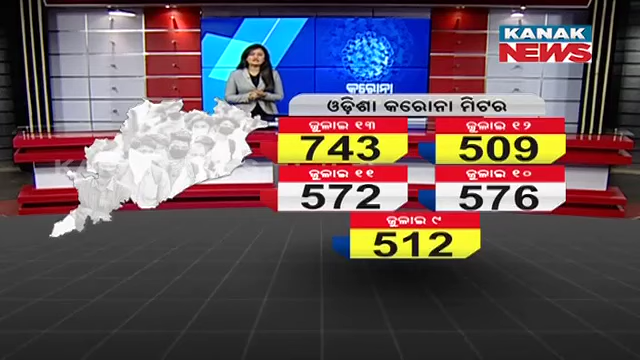 KANAK
NEWS
କରୋନା
ଓଡ଼ିଶା କରୋନା ମିଟର
ଜୁଲାଇ ୧୩
743
ଜୁଲାଇ ୧୨
509
ଜୁଲାଇ ୧୧
572
ଜୁଲାଇ ୧୦
576
ଜୁଲାଇ ୯
512